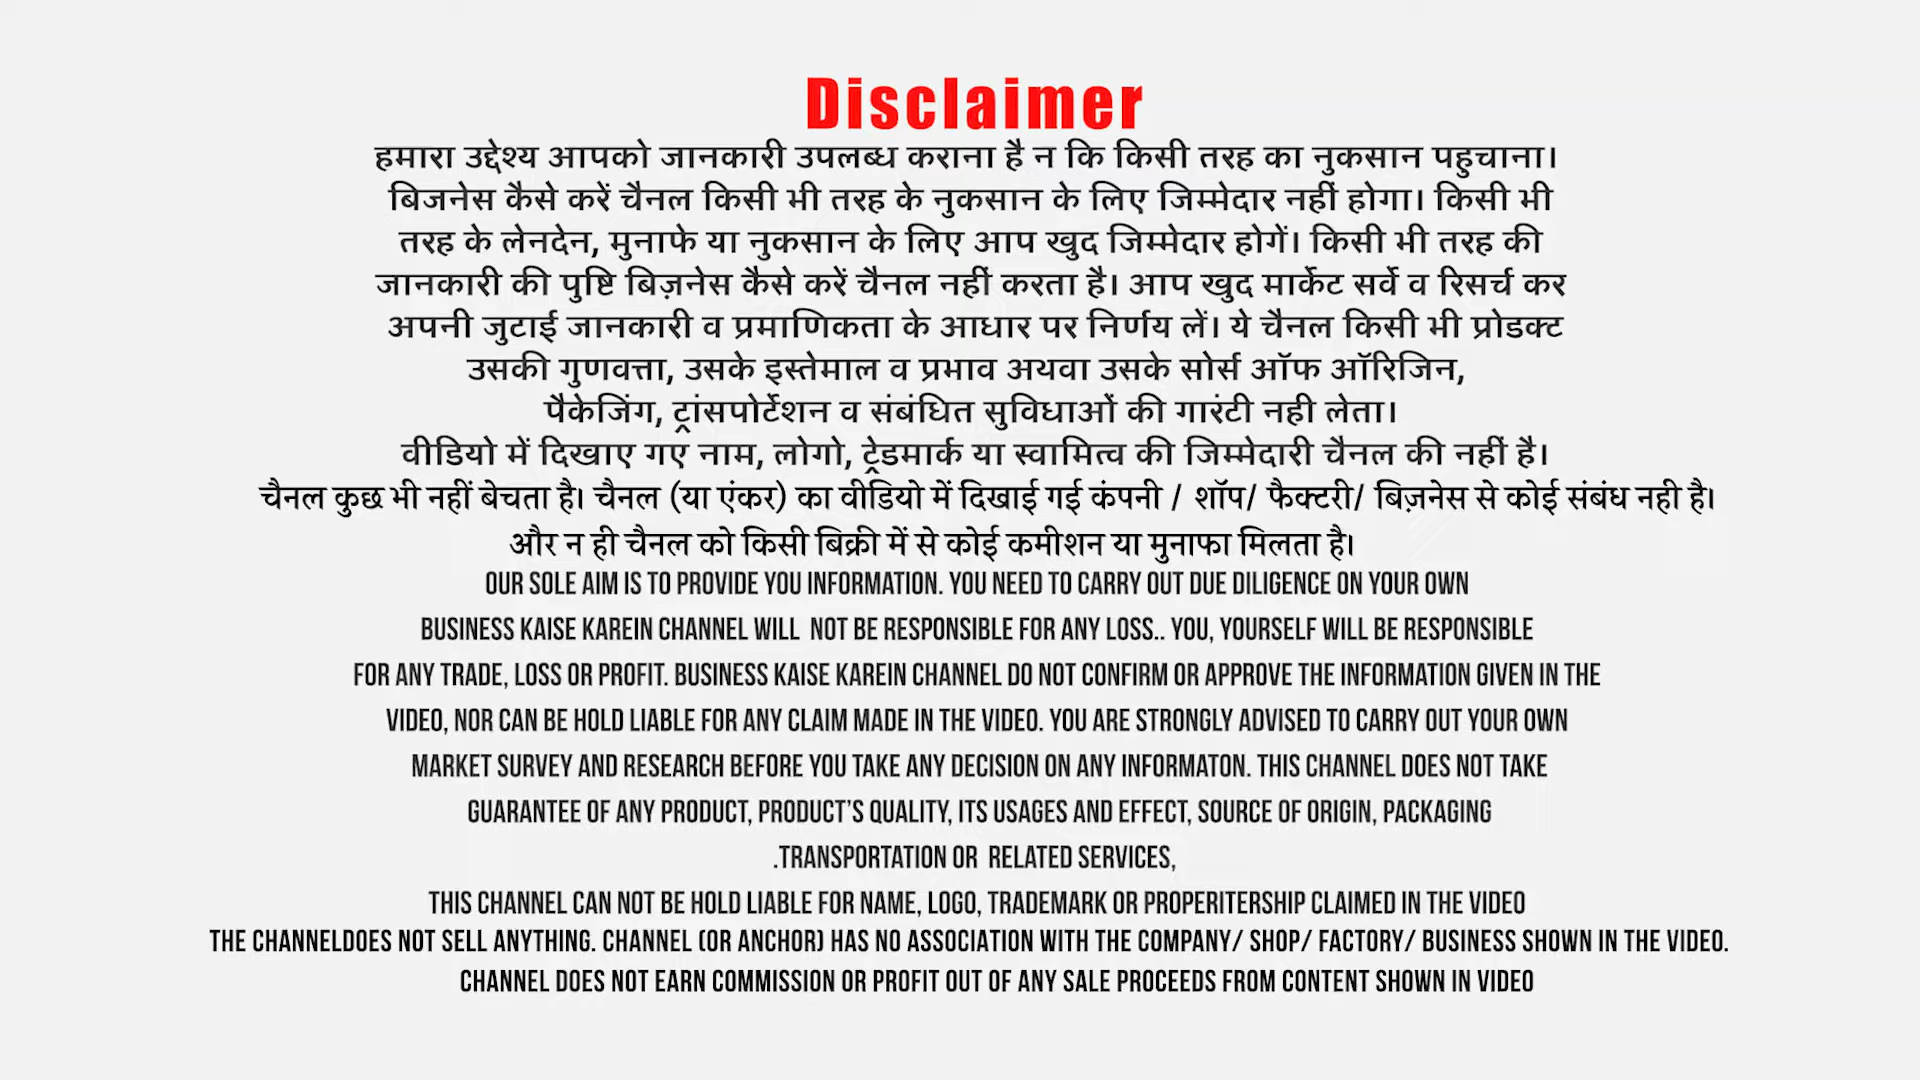 Disclaimer
हमारा उद्देश्य आपको जानकारी उपलब्ध कराना है न कि किसी तरह का नुकसान पहुचाना।
बिजनेस कैसे करें चैनल किसी भी तरह के नुकसान के लिए जिम्मेदार नहीं होगा। किसी भी
तरह के लेनदेन, मुनाफे या नुकसान के लिए आप खुद जिम्मेदार होगें। किसी भी तरह की
जानकारी की पुष्टि बिज़नेस कैसे करें चैनल नहीं करता है। आप खुद मार्केट सर्वे व रिसर्च कर
अपनी जुटाई जानकारी व प्रमाणिकता के आधार पर निर्णय लें। ये चैनल किसी भी प्रोडक्ट
उसकी गुणवत्ता, उसके इस्तेमाल व प्रभाव अथवा उसके सोर्स ऑफ ऑरिजिन,
पैकेजिंग, ट्रांसपोर्टेशन व संबंधित सुविधाओं की गारंटी नही लेता।
वीडियो में दिखाए गए नाम, लोगो, ट्रेडमार्क या स्वामित्व की जिम्मेदारी चैनल की नहीं है।
चैनल कुछ भी नहीं बेचता है। चैनल (या एंकर) का वीडियो में दिखाई गई कंपनी / शॉप/ फैक्टरी/ बिज़नेस से कोई संबंध नही है।
और न ही चैनल को किसी बिक्री में से कोई कमीशन या मुनाफा मिलता है।
OUR SOLE AIM IS TO PROVIDE YOU INFORMATION. YOU NEED TO CARRY OUT DUE DILIGENCE ON YOUR OWN
BUSINESS KAISE KAREIN CHANNEL WILL NOT BE RESPONSIBLE FOR ANY LOSS.. YOU, YOURSELF WILL BE RESPONSIBLE
FOR ANY TRADE, LOSS OR PROFIT. BUSINESS KAISE KAREIN CHANNEL DO NOT CONFIRM OR APPROVE THE INFORMATION GIVEN IN THE
VIDEO, NOR CAN BE HOLD LIABLE FOR ANY CLAIM MADE IN THE VIDEO. YOU ARE STRONGLY ADVISED TO CARRY OUT YOUR OWN
MARKET SURVEY AND RESEARCH BEFORE YOU TAKE ANY DECISION ON ANY INFORMATON. THIS CHANNEL DOES NOT TAKE
GUARANTEE OF ANY PRODUCT, PRODUCT'S QUALITY, ITS USAGES AND EFFECT, SOURCE OF ORIGIN, PACKAGING
.TRANSPORTATION OR RELATED SERVICES,
THIS CHANNEL CAN NOT BE HOLD LIABLE FOR NAME, LOGO, TRADEMARK OR PROPERITERSHIP CLAIMED IN THE VIDEO
THE CHANNELDOES NOT SELL ANYTHING. CHANNEL (OR ANCHOR) HAS NO ASSOCIATION WITH THE COMPANY/ SHOP/ FACTORY/ BUSINESS SHOWN IN THE VIDEO.
CHANNEL DOES NOT EARN COMMISSION OR PROFIT OUT OF ANY SALE PROCEEDS FROM CONTENT SHOWN IN VIDEO